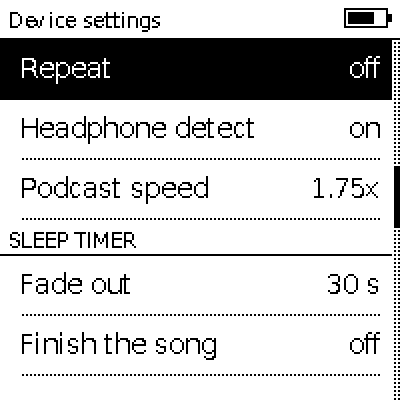 Device settings
Repeat off
Headphone detect on
Podcast speed 1.75x
SLEEP TIMER
Fade out 30 s
Finish the song off